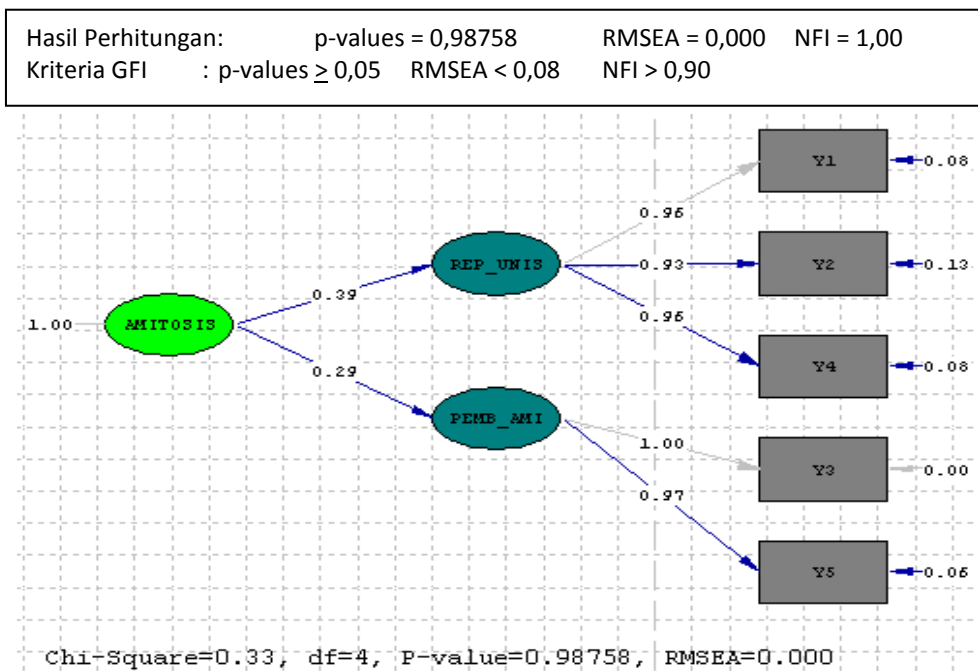 Hasil Perhitungan: p-values = 0,98758 RMSEA = 0,000 NFI = 1,00
Kriteria GFI : p-values ≥ 0,05 RMSEA < 0,08 NFI > 0,90
Y1
0.08
0.96
REP_UNIS
0.93
Y2
0.13
0.39
1.00
AMITOSIS
0.96
Y4
0.08
0.29
PEMB_AMI
1.00
Y3
0.00
0.97
Y5
0.06
Chi-Square=0.33, df=4, P-value=0.98758, RMSEA=0.000